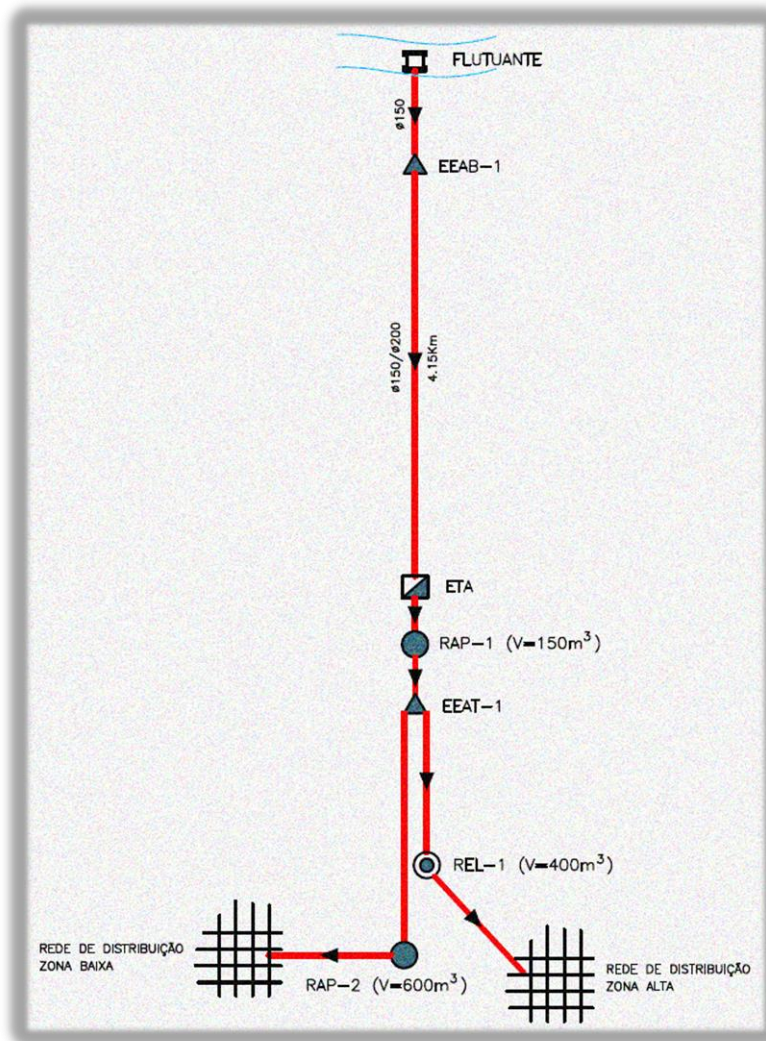 FLUTUANTE
ø150
EEAB-1
ø150/ø200
4.15Km
ETA
RAP-1 (V=150m³)
EEAT-1
REL-1 (V=400m³)
REDE DE DISTRIBUIÇÃO
ZONA BAIXA
RAP-2 (V=600m³)
REDE DE DISTRIBUIÇÃO
ZONA ALTA